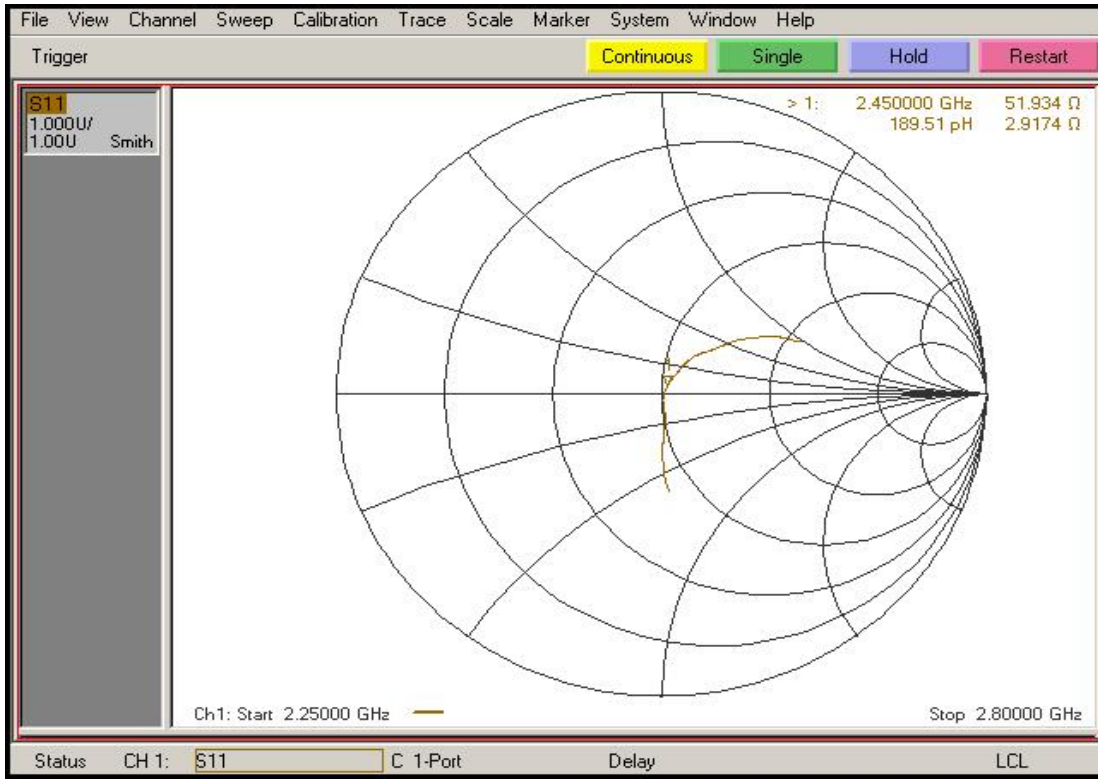 File View Channel Sweep Calibration Trace Scale Marker System Window Help
Trigger Continuous Single Hold Restart
S11
1.000U/
1.00U Smith
> 1: 2.450000 GHz 51.934 Ω
189.51 pH 2.9174 Ω
Ch1: Start 2.25000 GHz Stop 2.80000 GHz
Status CH 1: S11 C 1-Port Delay LCL